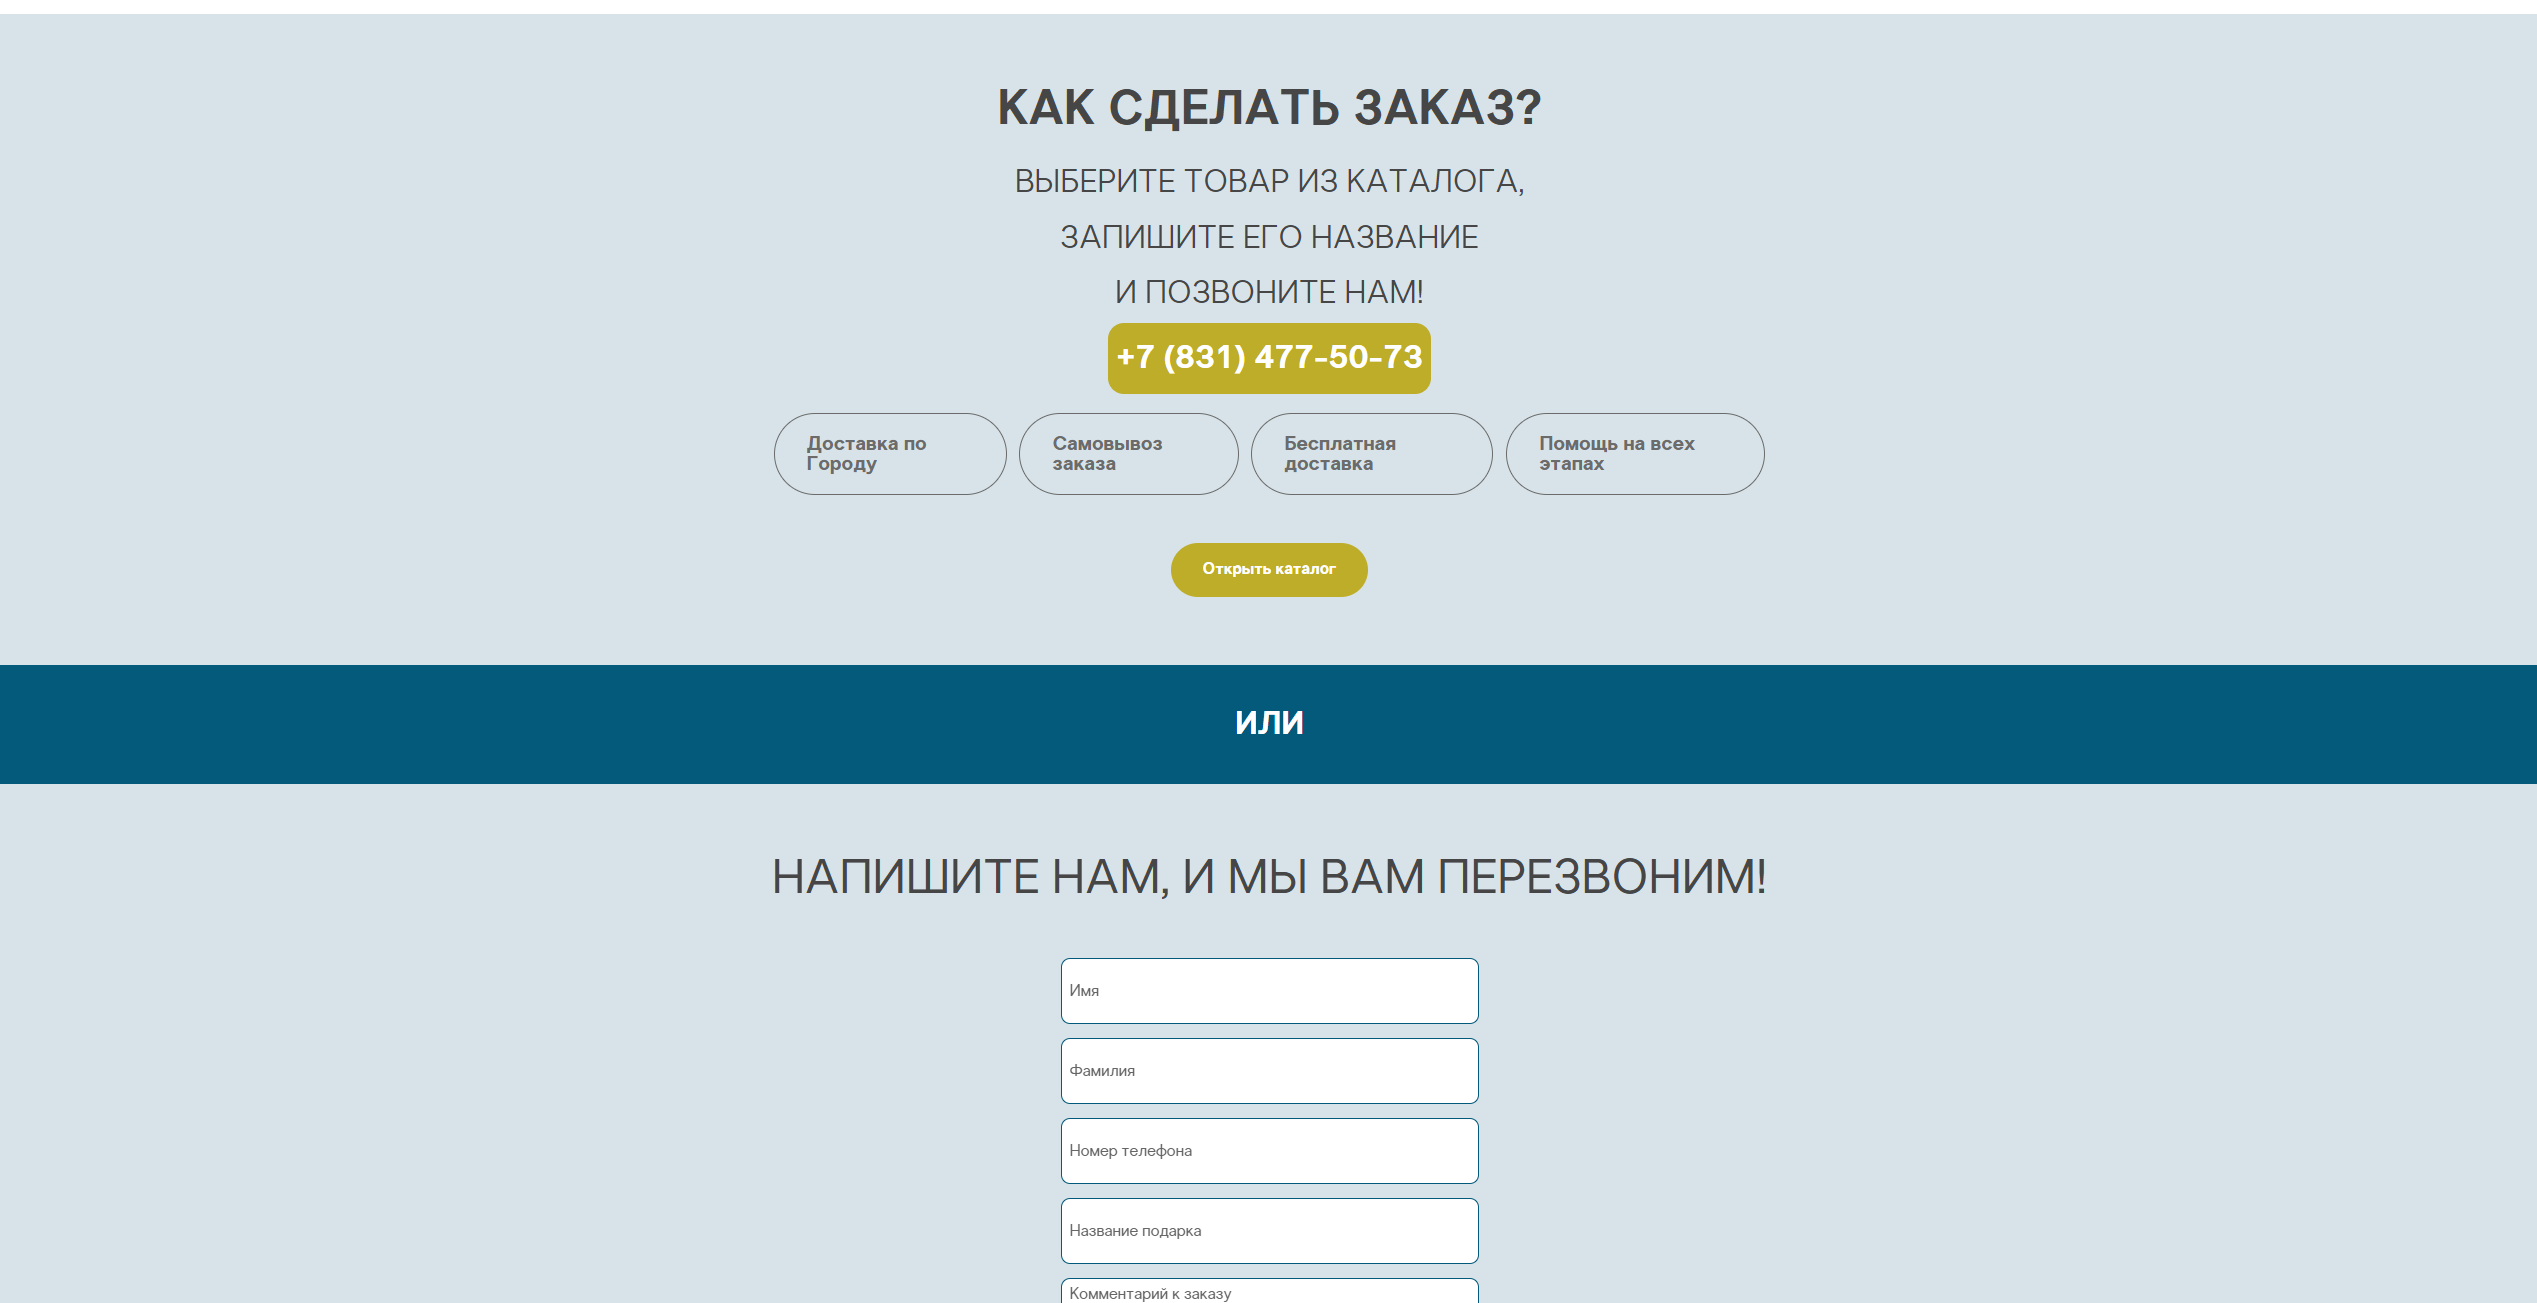 КАК СДЕЛАТЬ ЗАКАЗ?
ВЫБЕРИТЕ ТОВАР ИЗ КАТАЛОГА,
ЗАПИШИТЕ ЕГО НАЗВАНИЕ
И ПОЗВОНИТЕ НАМ!
+7 (831) 477-50-73
Доставка по
Городу
Самовывоз
заказа
Бесплатная
доставка
Помощь на всех
этапах
Открыть каталог
ИЛИ
НАПИШИТЕ НАМ, И МЫ ВАМ ПЕРЕЗВОНИМ!
Имя
Фамилия
Номер телефона
Название подарка
Комментарий к заказу